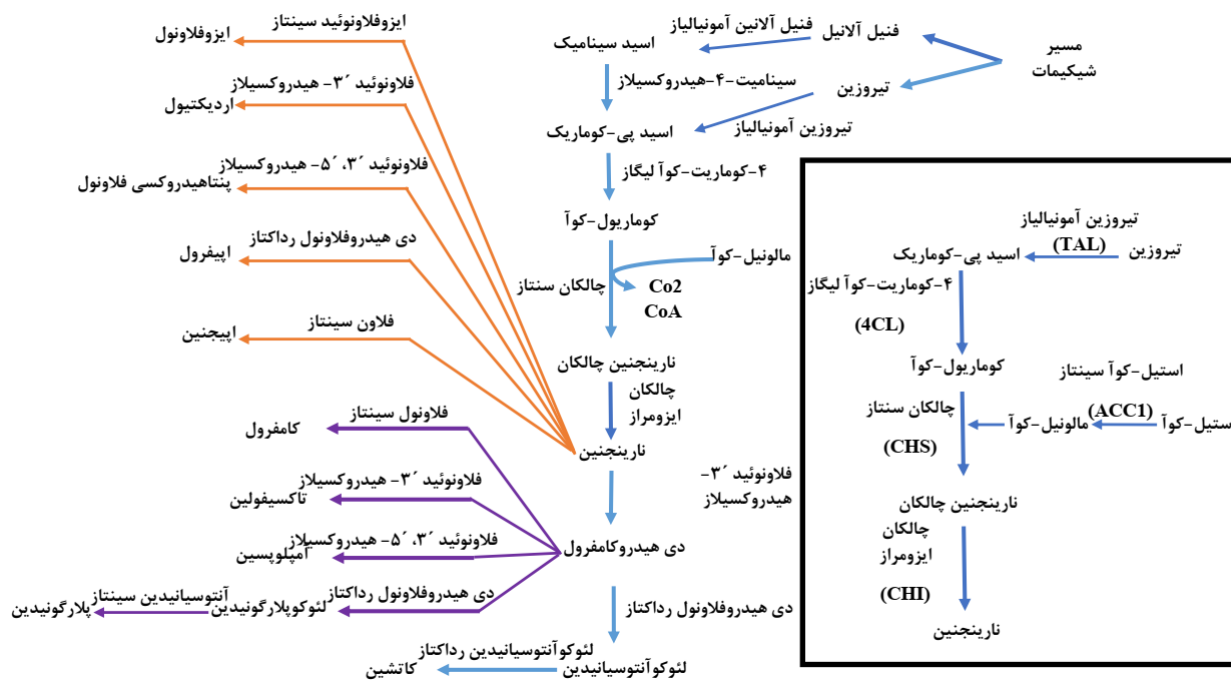 مسیر
شیکیمات
فنیل آلانیل
فنیل آلانین آمونیالیاز
اسید سینامیک
تیروزین
سینامیت-۴-هیدروکسیلاز
تیروزین آمونیالیاز
اسید پی-کوماریک
۴-کوماریت-کوآ لیگاز
کوماریول-کوآ
مالونیل-کوآ
چالکان سنتاز
Co2
CoA
نارینجنین چالکان
چالکان
ایزومراز
نارینجنین
فلاونوئید ´۳-
هیدروکسیلاز
دی هیدروکامفرول
دی هیدروفلاونول رداکتاز
لئوکوآنتوسیانیدین
لئوکوآنتوسیانیدین رداکتاز
کاتشین
ایزوفلاونوئید سینتاز
ایزوفلاونول
فلاونوئید ´۳- هیدروکسیلاز
اردیکتیول
فلاونوئید ´۳، ´۵- هیدروکسیلاز
پنتاهیدروکسی فلاونول
دی هیدروفلاونول رداکتاز
اپیفرول
فلاون سینتاز
اپیجنین
فلاونول سینتاز
کامفرول
فلاونوئید ´۳- هیدروکسیلاز
تاکسیفولین
فلاونوئید ´۳، ´۵- هیدروکسیلاز
آمپلوپسین
دی هیدروفلاونول رداکتاز
لئوکوپلارگونیدین
آنتوسیانیدین سینتاز
پلارگونیدین
تیروزین آمونیالیاز
(TAL)
تیروزین
اسید پی-کوماریک
۴-کوماریت-کوآ لیگاز
(4CL)
کوماریول-کوآ
استیل-کوآ سینتاز
(ACC1)
ستیل-کوآ
مالونیل-کوآ
چالکان سنتاز
(CHS)
نارینجنین چالکان
چالکان
ایزومراز
(CHI)
نارینجنین